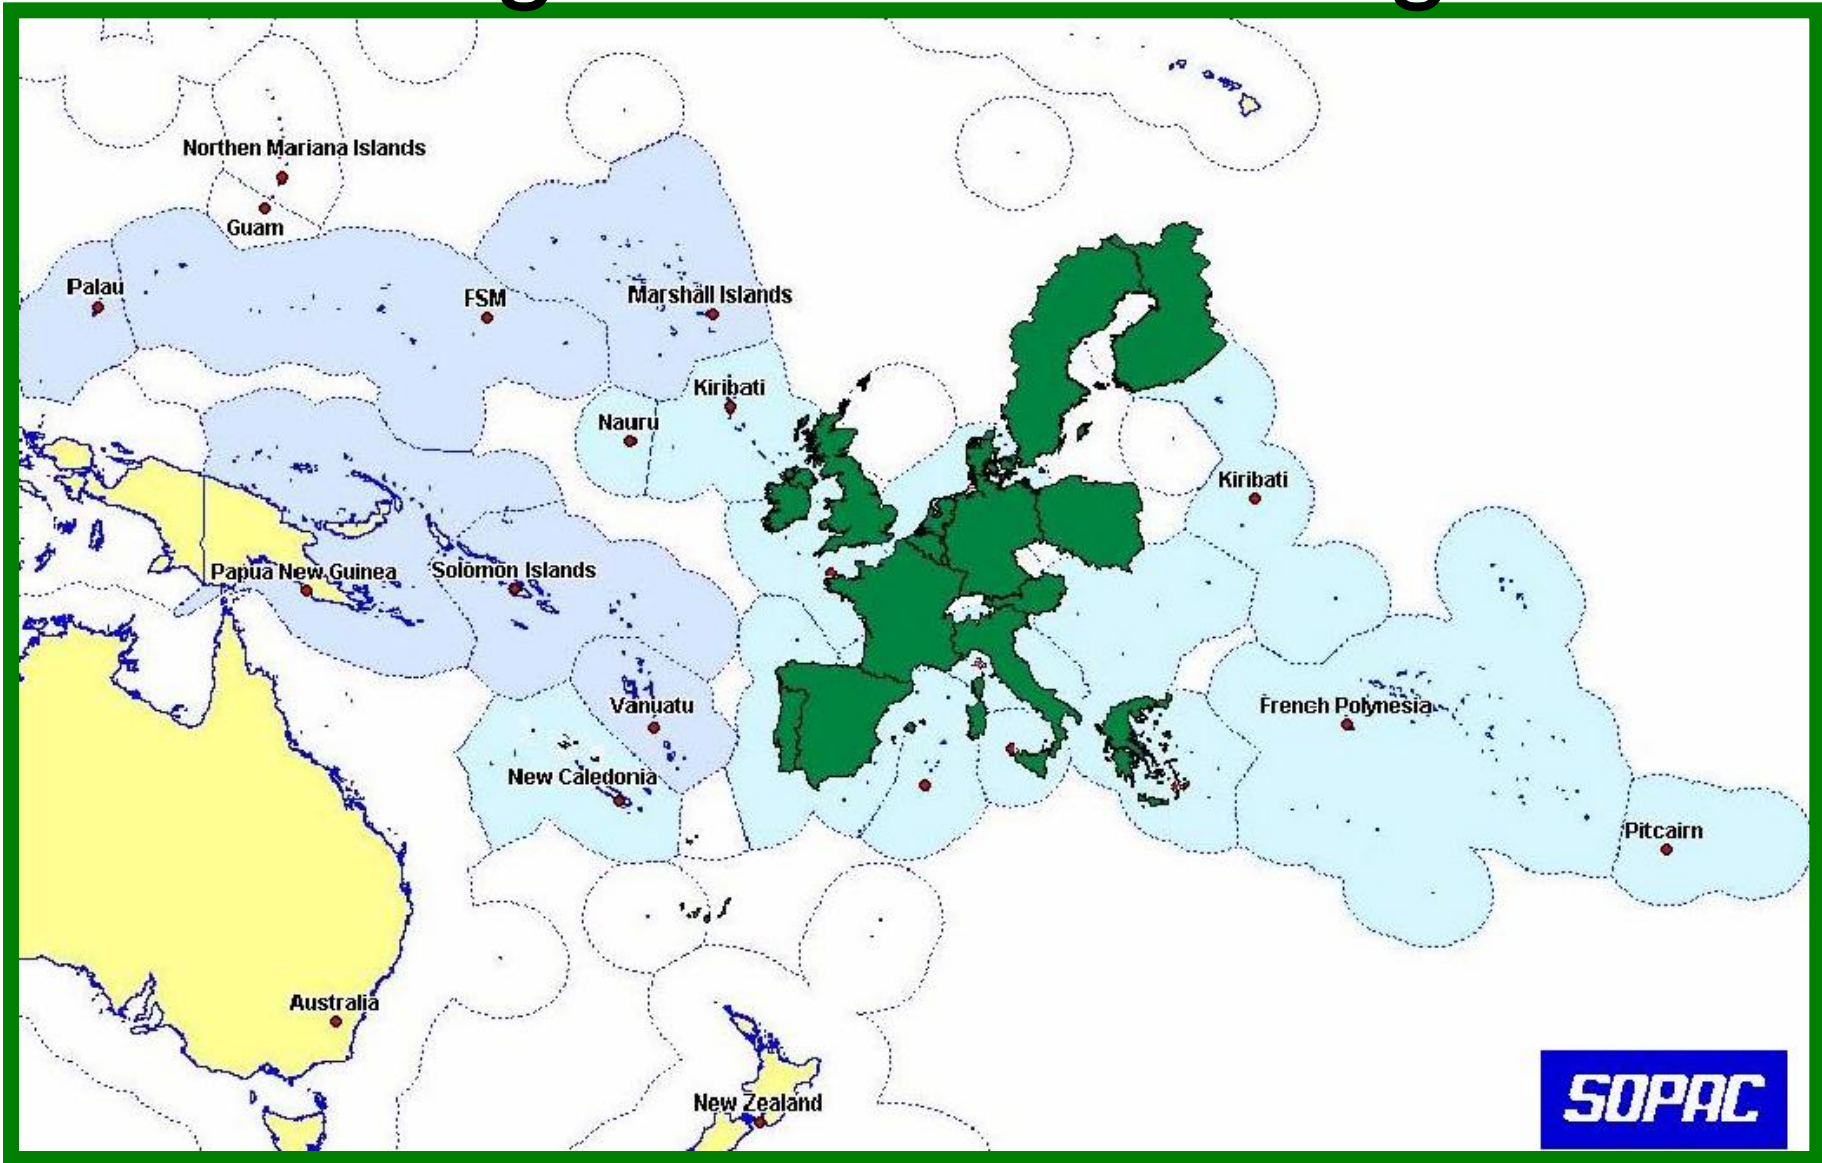 Northen Mariana Islands
Guam
Palau
FSM
Marshall Islands
Kiribati
Nauru
Kiribati
Papua New Guinea
Solomon Islands
Vanuatu
French Polynesia
New Caledonia
Pitcairn
Australia
New Zealand
SOPAC